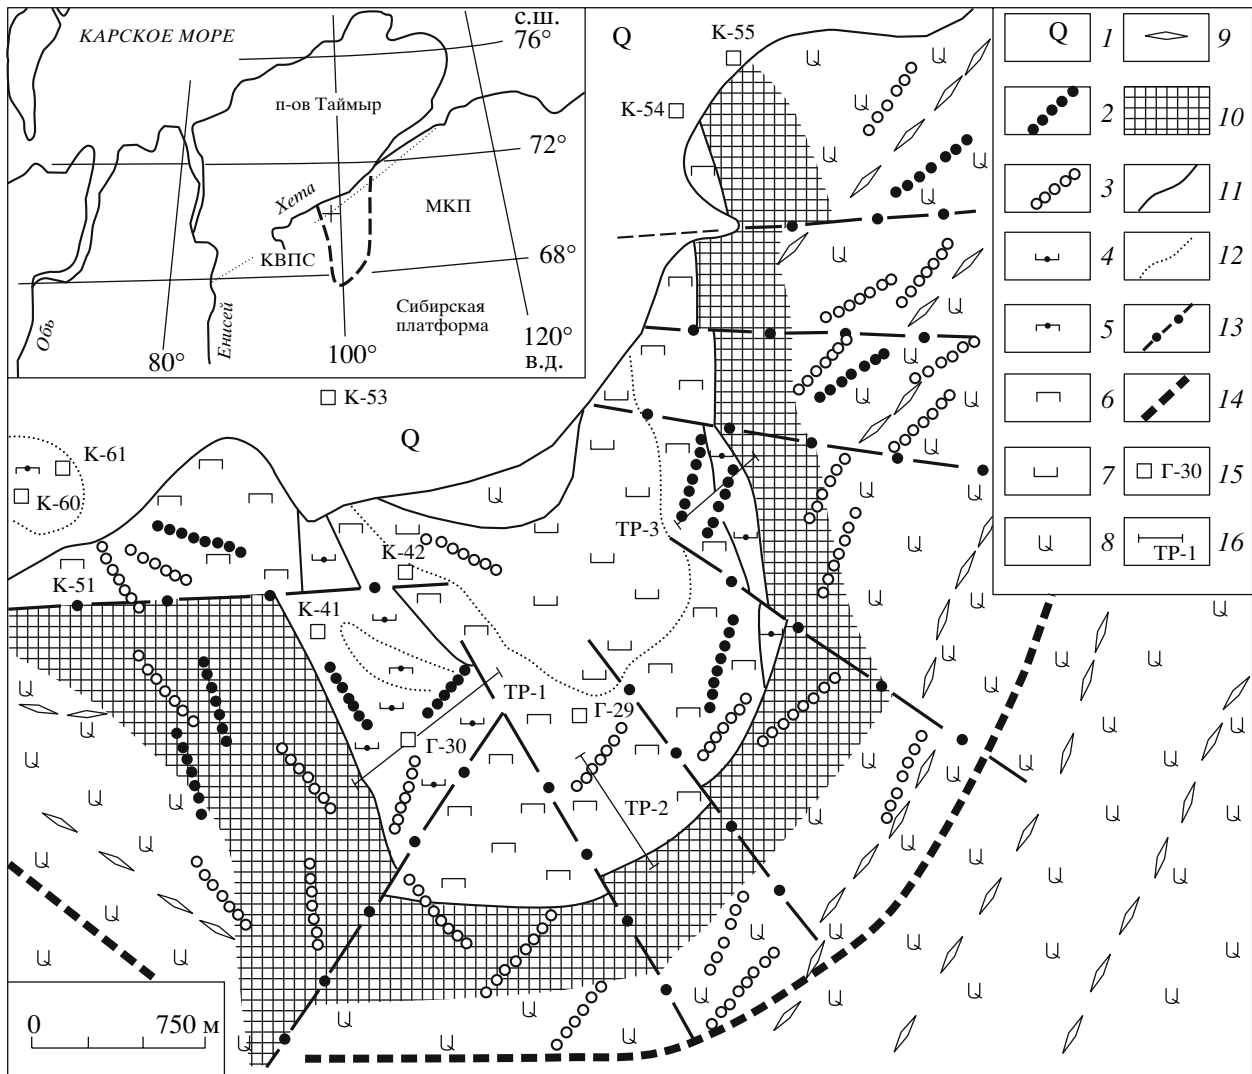 КАРСКОЕ МОРЕ
с.ш.
76°
п-ов Таймыр
72°
Хета
МКП
КВПС
68°
Сибирская
платформа
Обь
Енисей
80°
100°
120°
в.д.
Q
К-55
К-54
К-53
Q
К-61
К-60
К-51
К-42
К-41
ТР-3
ТР-1
Г-29
Г-30
ТР-2
0 750 м
Q 1
2
3
4
5
6
7
8
9
10
11
12
13
14
Г-30 15
ТР-1 16